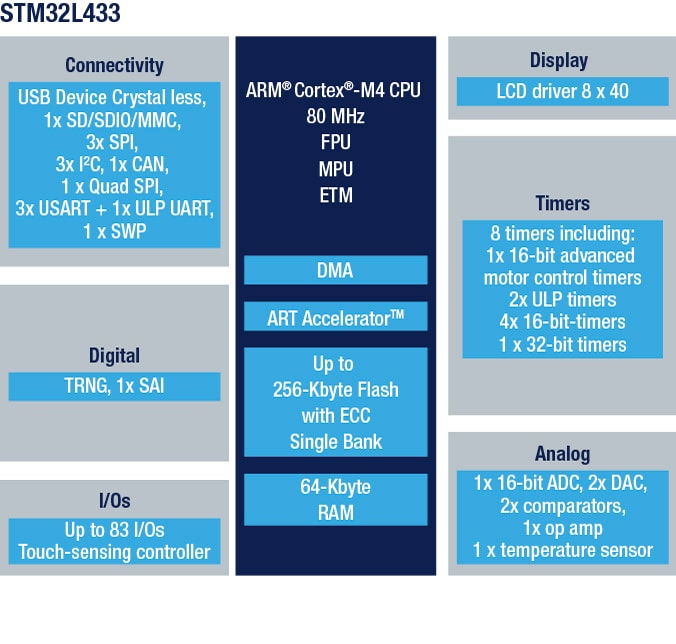 STM32L433
Connectivity
USB Device Crystal less,
1x SD/SDIO/MMC,
3x SPI,
3x I²C, 1x CAN,
1 x Quad SPI,
3x USART + 1x ULP UART,
1 x SWP
Digital
TRNG, 1x SAI
I/Os
Up to 83 I/Os
Touch-sensing controller
ARM® Cortex®-M4 CPU
80 MHz
FPU
MPU
ETM
DMA
ART Accelerator™
Up to
256-Kbyte Flash
with ECC
Single Bank
64-Kbyte
RAM
Display
LCD driver 8 x 40
Timers
8 timers including:
1x 16-bit advanced
motor control timers
2x ULP timers
4x 16-bit-timers
1 x 32-bit timers
Analog
1x 16-bit ADC, 2x DAC,
2x comparators,
1x op amp
1 x temperature sensor